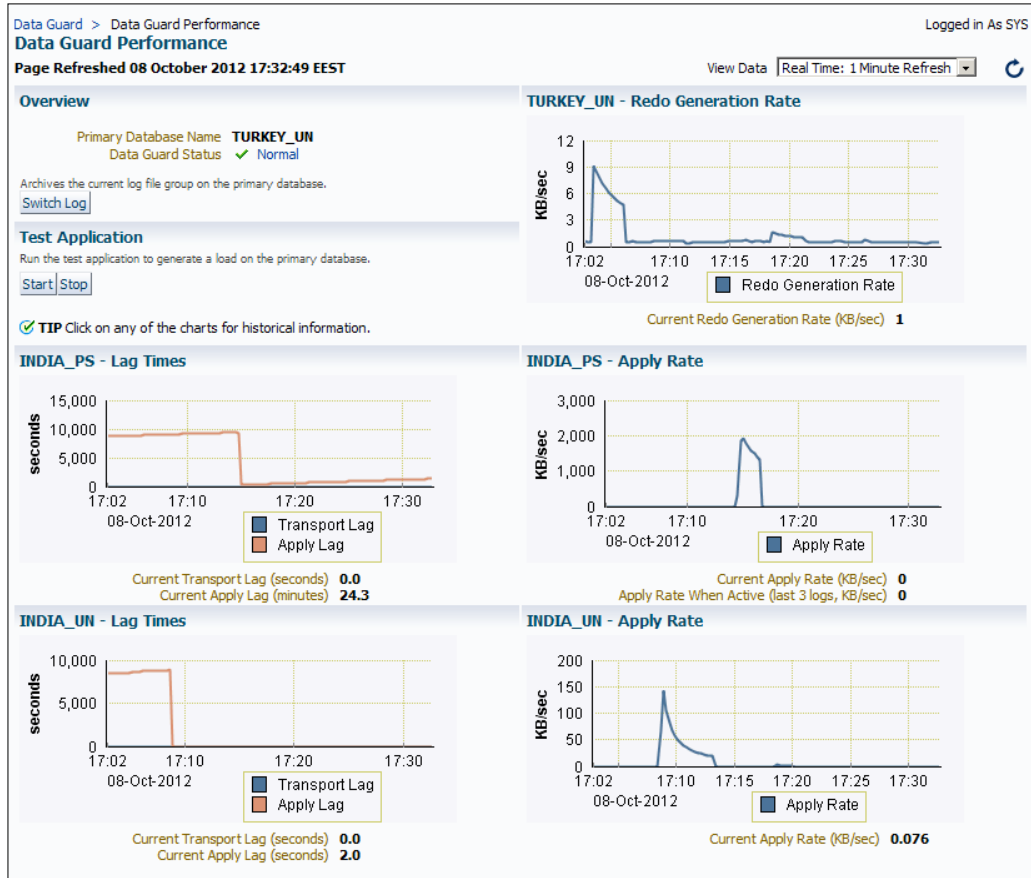 Data Guard > Data Guard Performance
Logged in As SYS
Data Guard Performance
Page Refreshed 08 October 2012 17:32:49 EEST
View Data Real Time: 1 Minute Refresh
Overview
Primary Database Name TURKEY_UN
Data Guard Status Normal
Archives the current log file group on the primary database.
Switch Log
Test Application
Run the test application to generate a load on the primary database.
Start Stop
TIP Click on any of the charts for historical information.
TURKEY_UN - Redo Generation Rate
KB/sec
12
9
6
3
0
17:02 17:10 17:15 17:20 17:25 17:30
08-Oct-2012
Redo Generation Rate
Current Redo Generation Rate (KB/sec) 1
INDIA_PS - Lag Times
seconds
15,000
10,000
5,000
0
17:02 17:10 17:20 17:30
08-Oct-2012
Transport Lag
Apply Lag
Current Transport Lag (seconds) 0.0
Current Apply Lag (minutes) 24.3
INDIA_PS - Apply Rate
KB/sec
3,000
2,000
1,000
0
17:02 17:10 17:20 17:30
08-Oct-2012
Apply Rate
Current Apply Rate (KB/sec) 0
Apply Rate When Active (last 3 logs, KB/sec) 0
INDIA_UN - Lag Times
seconds
10,000
5,000
0
17:02 17:10 17:20 17:30
08-Oct-2012
Transport Lag
Apply Lag
Current Transport Lag (seconds) 0.0
Current Apply Lag (seconds) 2.0
INDIA_UN - Apply Rate
KB/sec
200
150
100
50
0
17:02 17:10 17:15 17:20 17:25 17:30
08-Oct-2012
Apply Rate
Current Apply Rate (KB/sec) 0.076